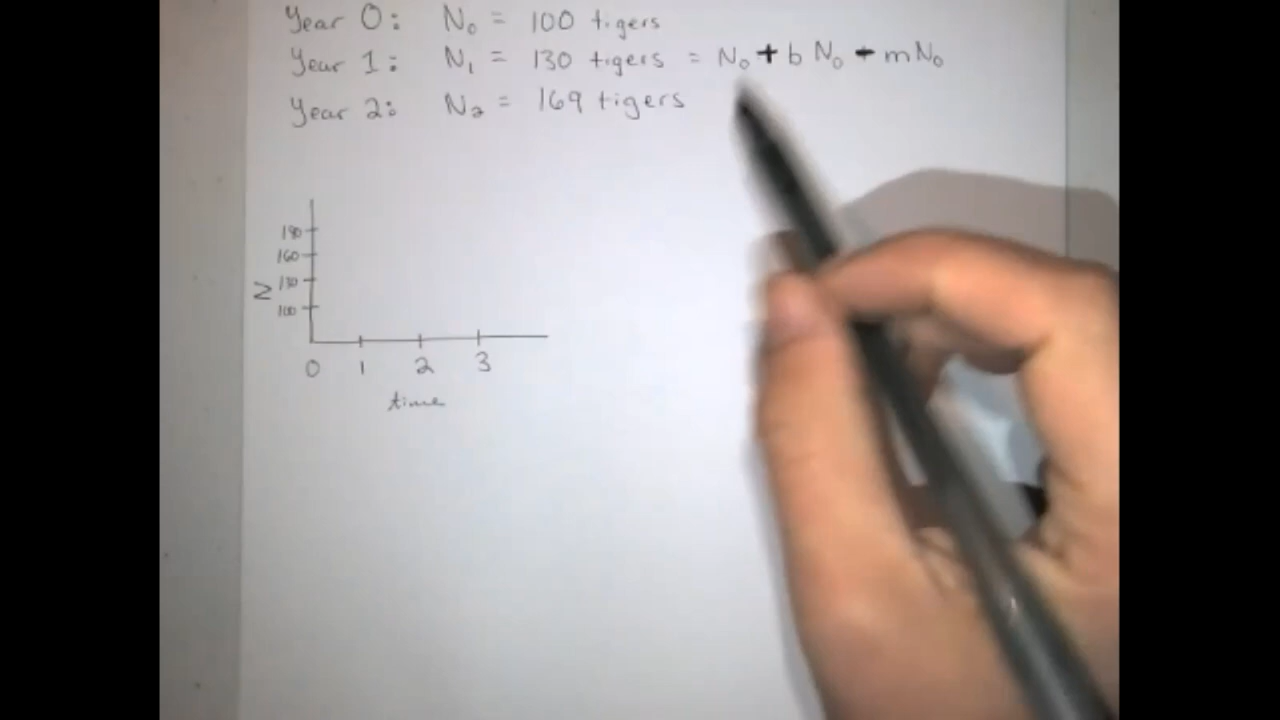 Year 0: N₀ = 100 tigers
Year 1: N₁ = 130 tigers = N₀ + b N₀ - m N₀
Year 2: N₂ = 169 tigers
190
160
130
100
N
0 1 2 3
time